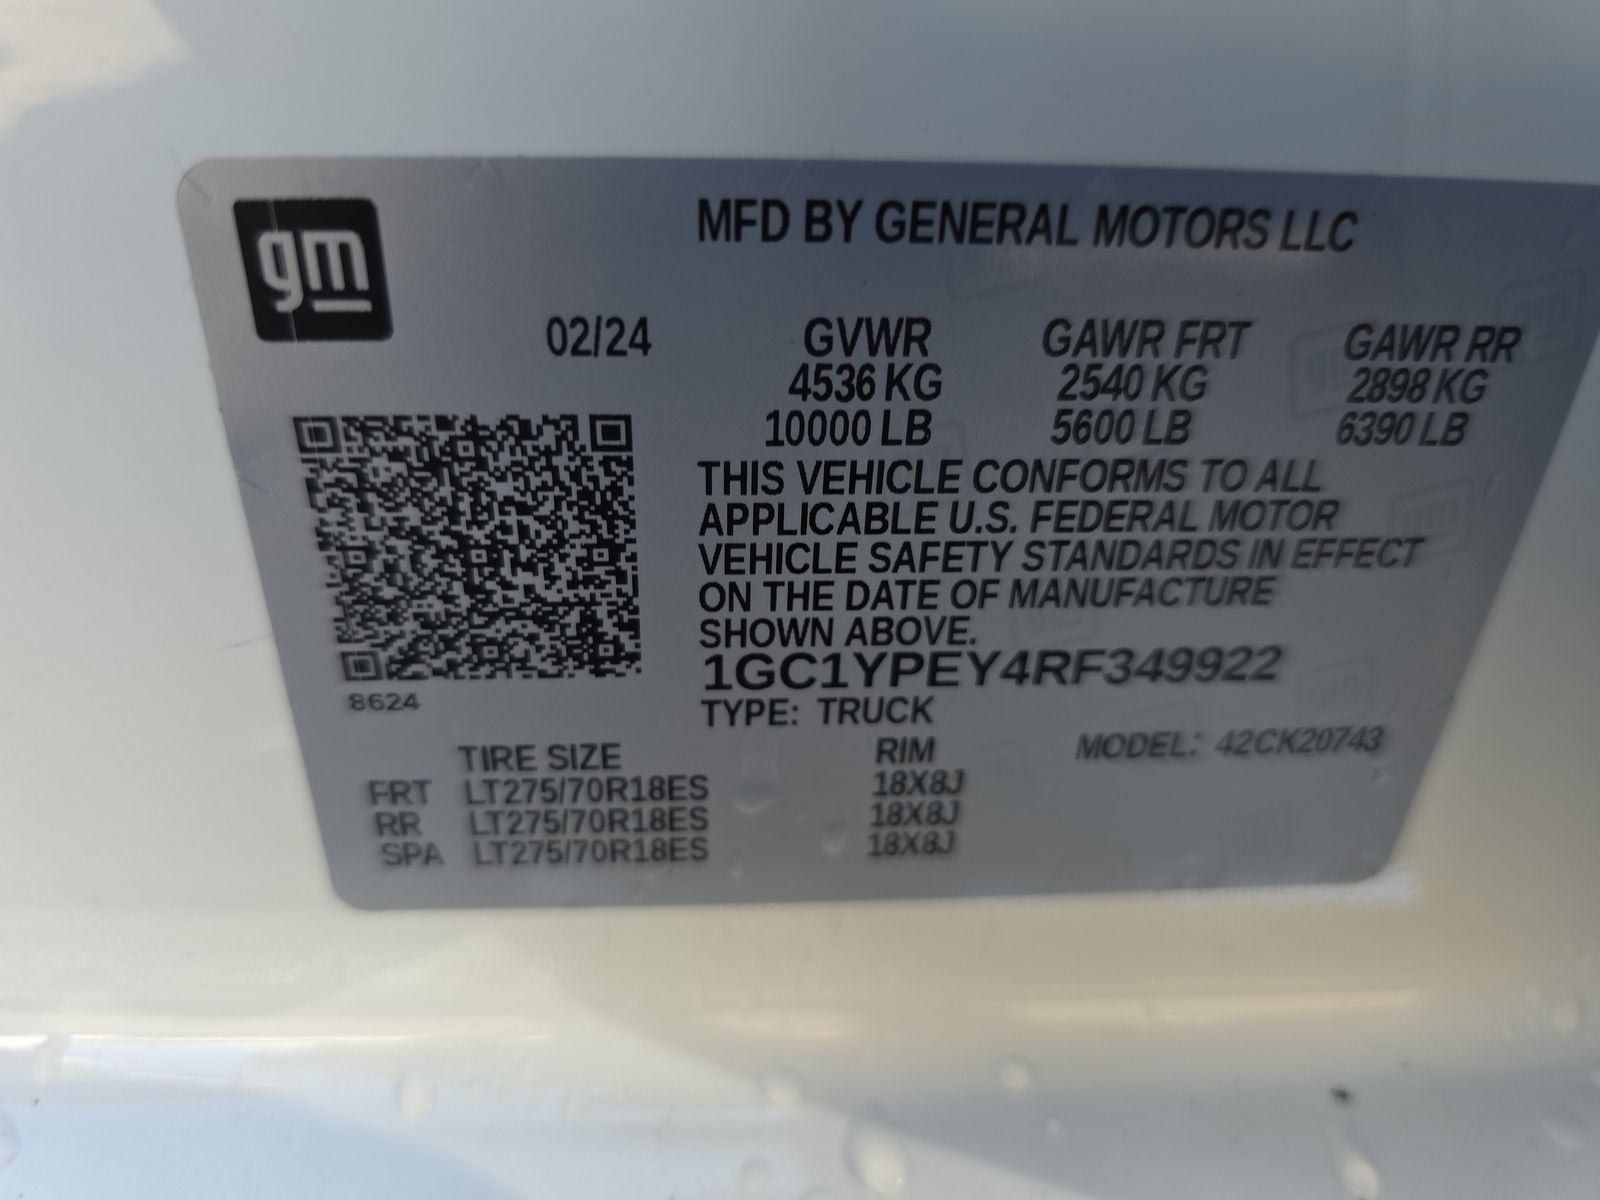 gm
MFD BY GENERAL MOTORS LLC
02/24 GVWR GAWR FRT GAWR RR
4536 KG 2540 KG 2898 KG
10000 LB 5600 LB 6390 LB
THIS VEHICLE CONFORMS TO ALL
APPLICABLE U.S. FEDERAL MOTOR
VEHICLE SAFETY STANDARDS IN EFFECT
ON THE DATE OF MANUFACTURE
SHOWN ABOVE.
1GC1YPEY4RF349922
8624
TYPE: TRUCK
TIRE SIZE RIM MODEL: 42CK20743
FRT LT275/70R18ES 18X8J
RR LT275/70R18ES 18X8J
SPA LT275/70R18ES 18X8J